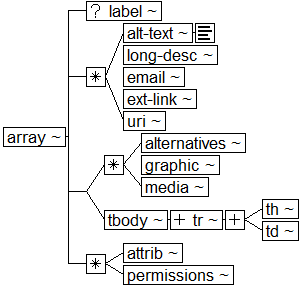 ? label ~
alt-text ~
long-desc ~
* email ~
ext-link ~
uri ~
array ~
alternatives ~
* graphic ~
media ~
th ~
tbody ~ + tr ~ +
td ~
attrib ~
*
permissions ~